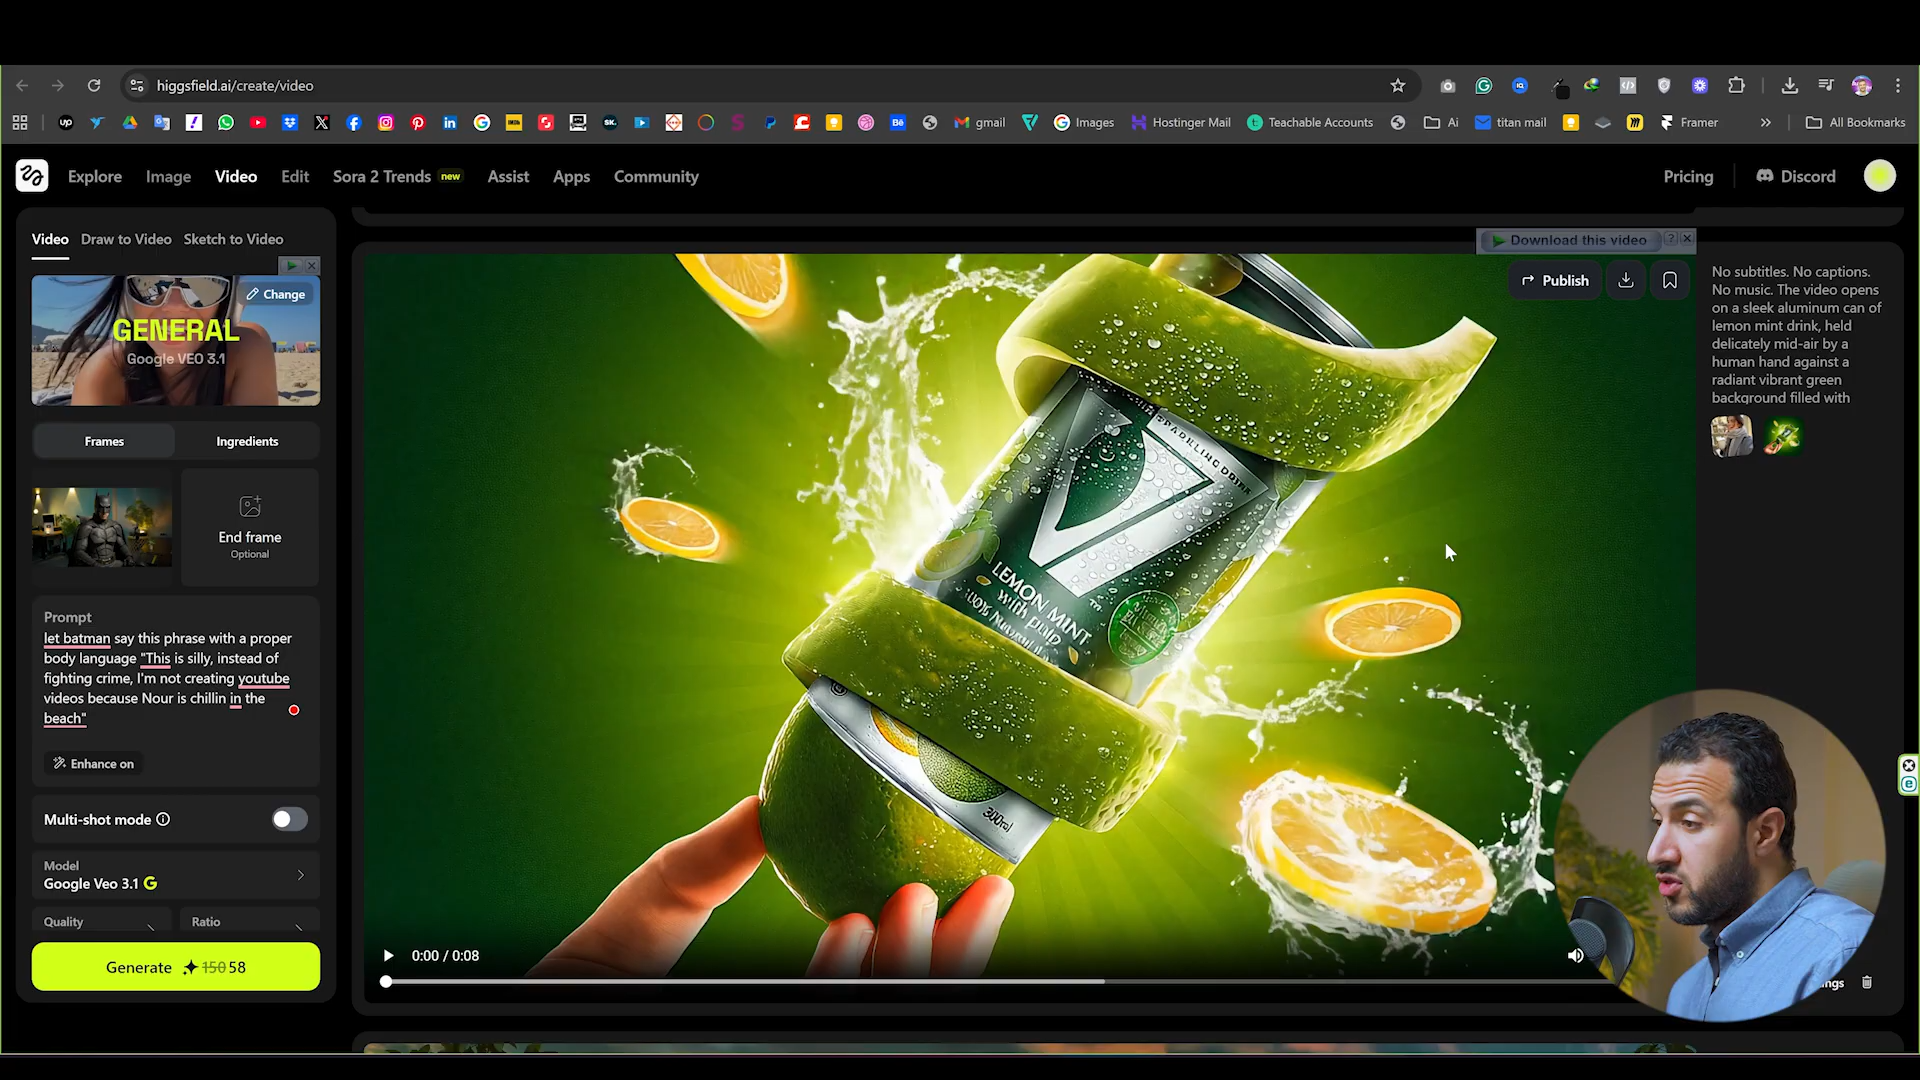 higgsfield.ai/create/video
gmail
Images
Hostinger Mail
Teachable Accounts
Ai
titan mail
Framer
All Bookmarks
Explore
Image
Video
Edit
Sora 2 Trends new
Assist
Apps
Community
Pricing
Discord
Video
Draw to Video
Sketch to Video
Change
GENERAL
Google VEO 3.1
Frames
Ingredients
End frame
Optional
Prompt
let batman say this phrase with a proper
body language "This is silly, instead of
fighting crime, I'm not creating youtube
videos because Nour is chillin in the
beach"
Enhance on
Multi-shot mode
Model
Google Veo 3.1
Quality
Ratio
Generate 150 58
Download this video
Publish
SPARKLING DRINK
V
LEMON MINT
with pulp
300ml
0:00 / 0:08
No subtitles. No captions.
No music. The video opens
on a sleek aluminum can of
lemon mint drink, held
delicately mid-air by a
human hand against a
radiant vibrant green
background filled with